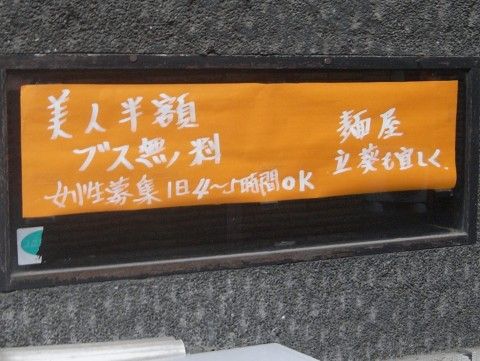 美人半額
ブス無料
女性募集1日4～5時間OK
麺屋
立葵も宜しく